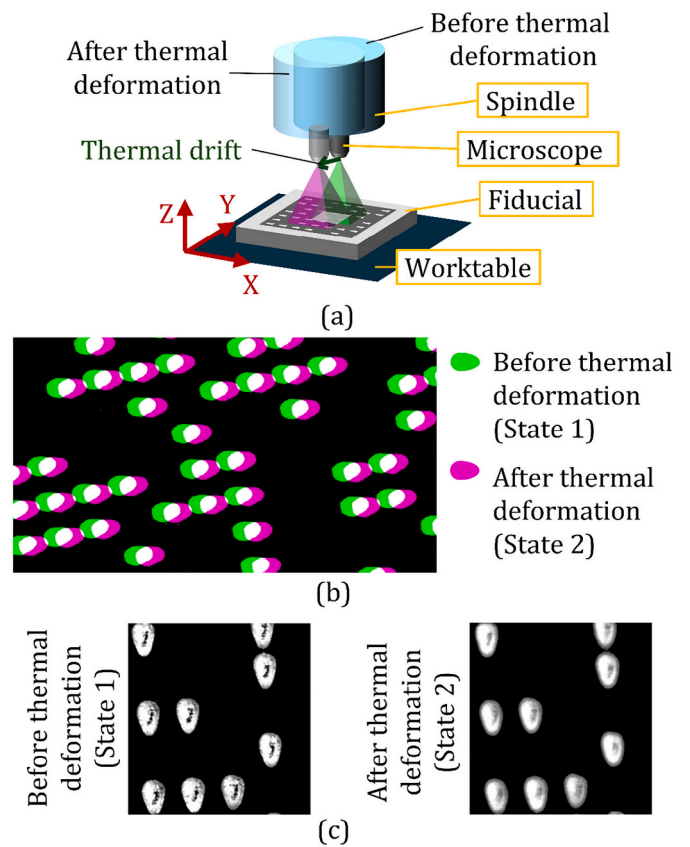 Before thermal
deformation
After thermal
deformation
Spindle
Thermal drift
Microscope
Z
Y
Fiducial
X
Worktable
(a)
Before thermal
deformation
(State 1)
After thermal
deformation
(State 2)
(b)
Before thermal
deformation
(State 1)
After thermal
deformation
(State 2)
(c)